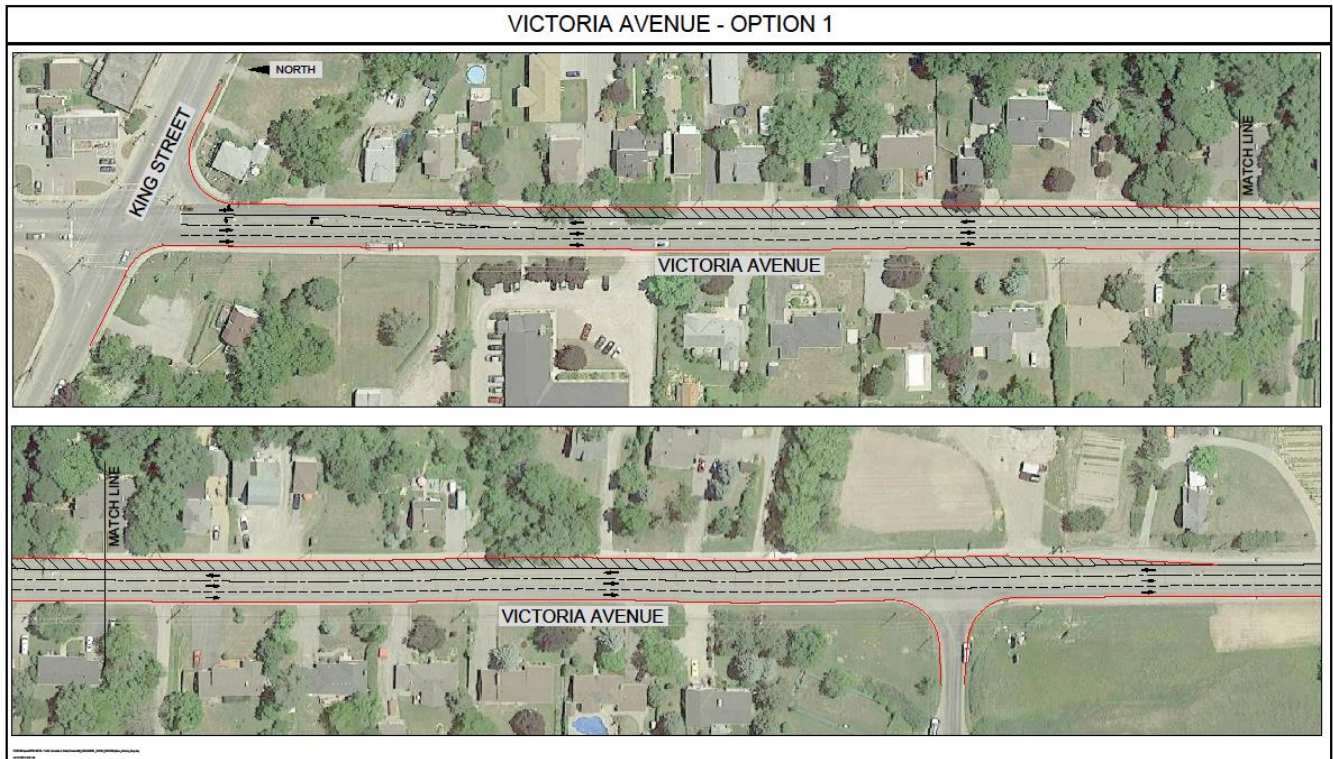 VICTORIA AVENUE - OPTION 1
NORTH
KING STREET
MATCH LINE
VICTORIA AVENUE
MATCH LINE
VICTORIA AVENUE